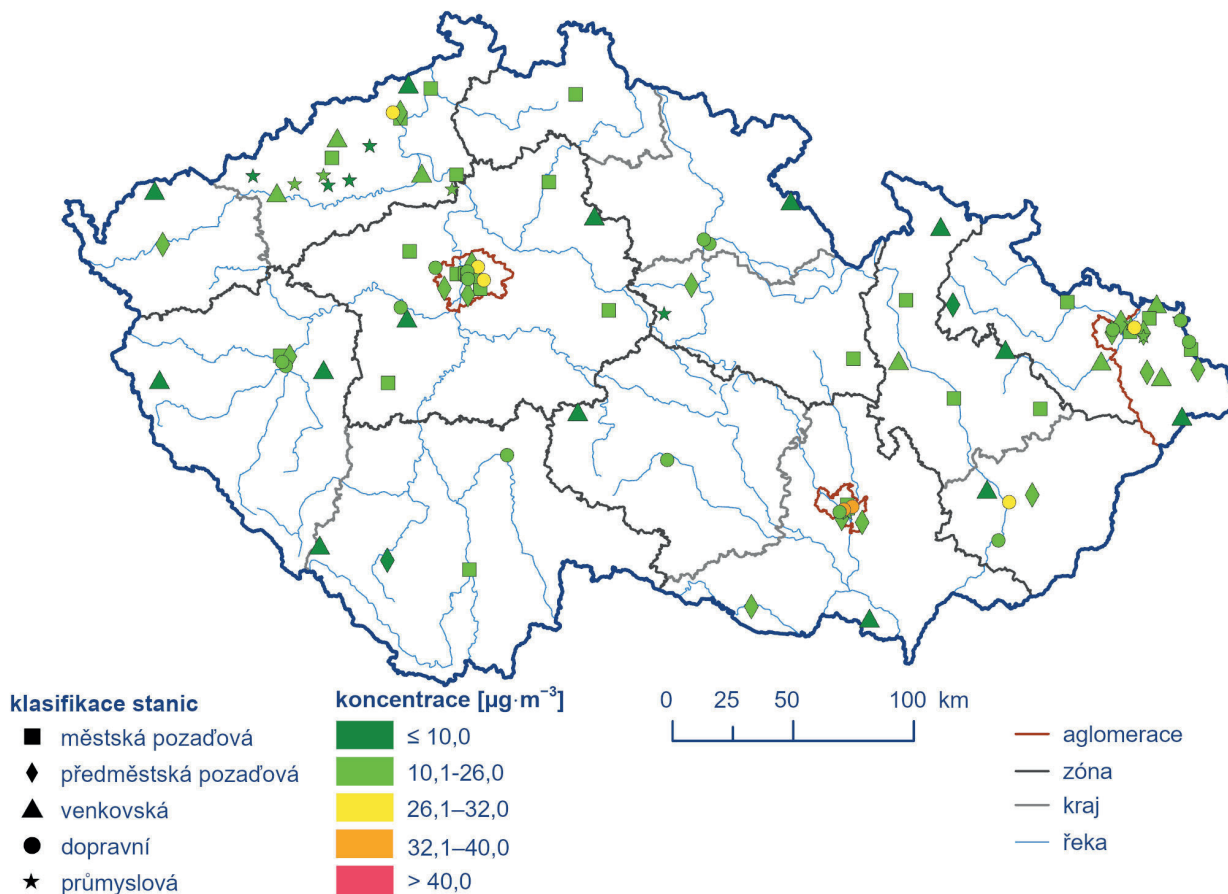 klasifikace stanic
městská pozaďová
předměstská pozaďová
venkovská
dopravní
průmyslová
koncentrace [µg·m⁻³]
≤ 10,0
10,1-26,0
26,1–32,0
32,1–40,0
> 40,0
0 25 50 100 km
aglomerace
zóna
kraj
řeka